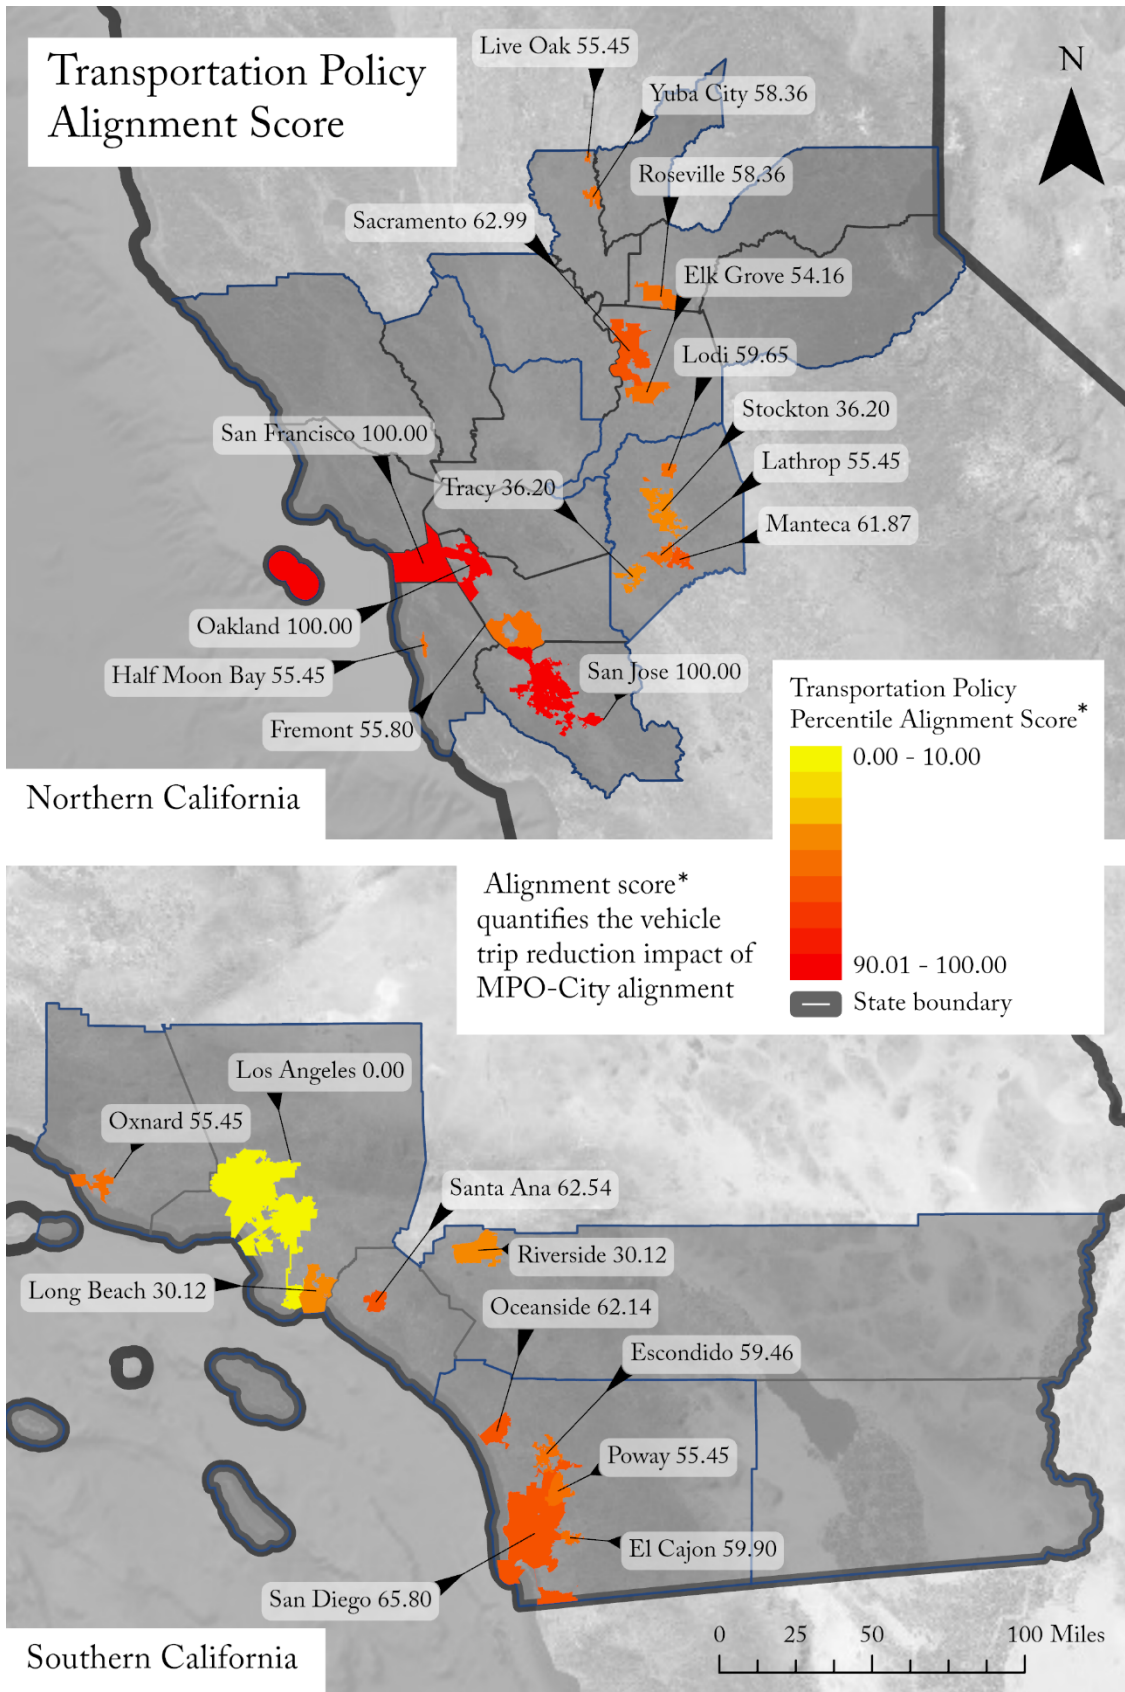 Transportation Policy
Alignment Score
Live Oak 55.45
N
Yuba City 58.36
Roseville 58.36
Sacramento 62.99
Elk Grove 54.16
Lodi 59.65
Stockton 36.20
San Francisco 100.00
Lathrop 55.45
Tracy 36.20
Manteca 61.87
Oakland 100.00
Half Moon Bay 55.45
San Jose 100.00
Fremont 55.80
Northern California
Transportation Policy
Percentile Alignment Score*
0.00 - 10.00
90.01 - 100.00
State boundary
Alignment score*
quantifies the vehicle
trip reduction impact of
MPO-City alignment
Los Angeles 0.00
Oxnard 55.45
Santa Ana 62.54
Riverside 30.12
Long Beach 30.12
Oceanside 62.14
Escondido 59.46
Poway 55.45
El Cajon 59.90
San Diego 65.80
Southern California
0 25 50 100 Miles